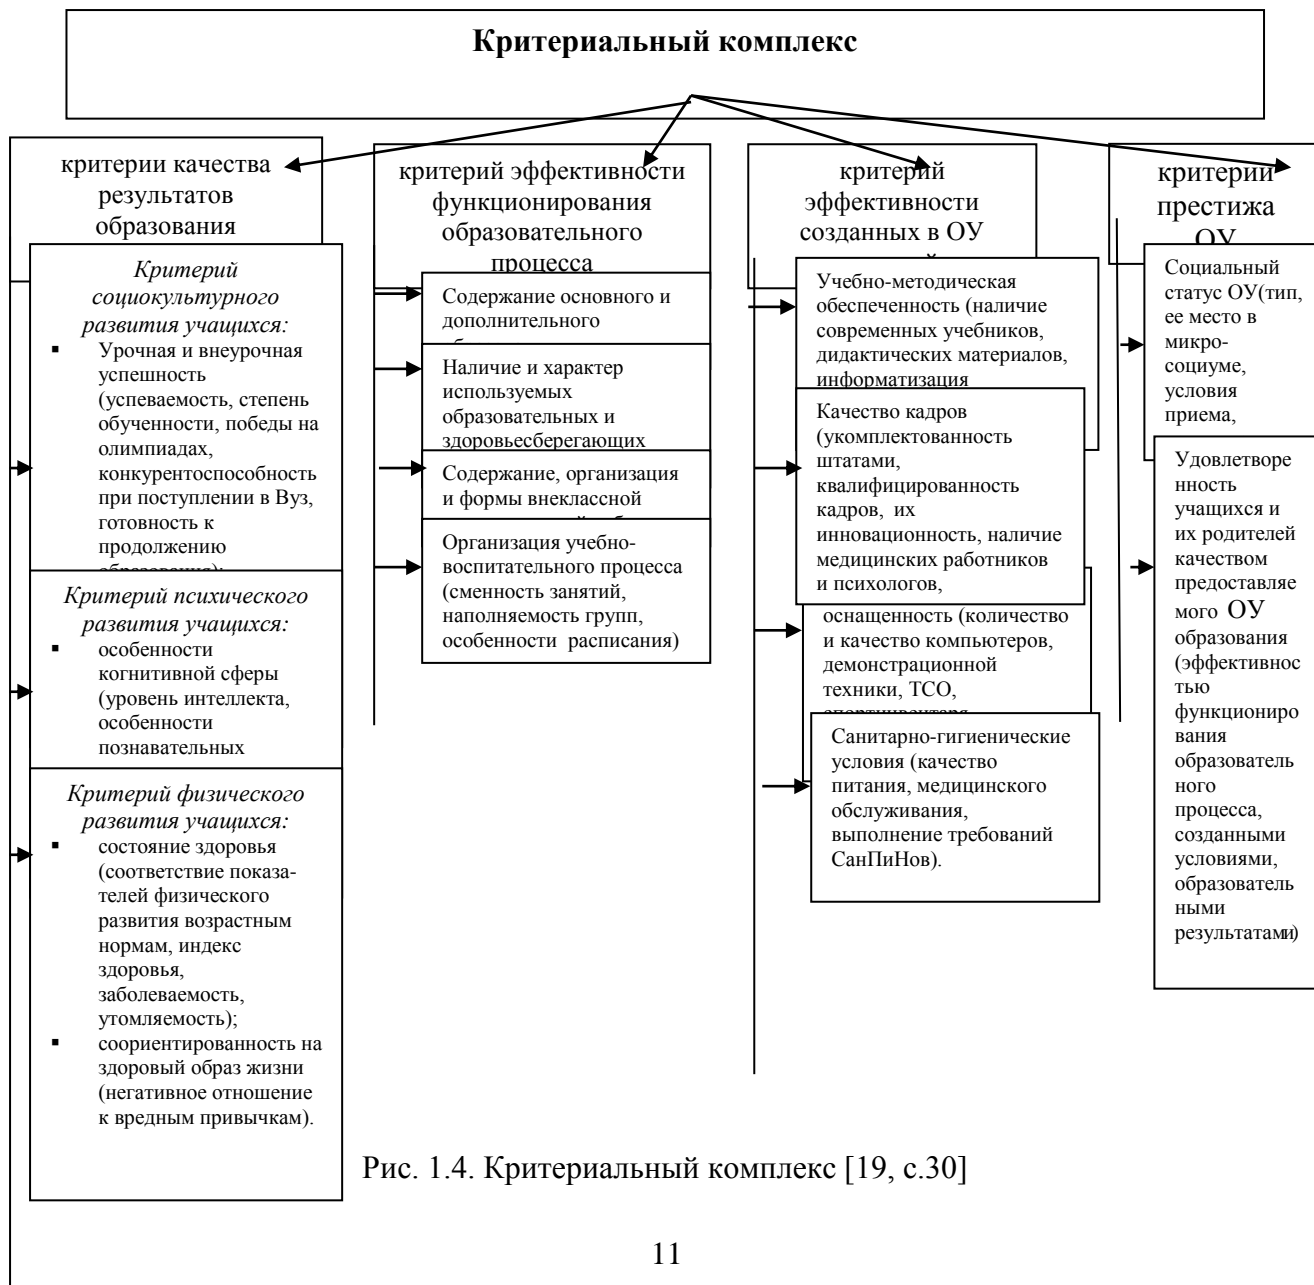 Критериальный комплекс
критерии качества
результатов
образования
Критерий
социокультурного
развития учащихся:
▪ Урочная и внеурочная
успешность
(успеваемость, степень
обученности, победы на
олимпиадах,
конкурентоспособность
при поступлении в Вуз,
готовность к
продолжению
Критерий психического
развития учащихся:
▪ особенности
когнитивной сферы
(уровень интеллекта,
особенности
познавательных
Критерий физического
развития учащихся:
▪ состояние здоровья
(соответствие показа-
телей физического
развития возрастным
нормам, индекс
здоровья,
заболеваемость,
утомляемость);
▪ соориентированность на
здоровый образ жизни
(негативное отношение
к вредным привычкам).
критерий эффективности
функционирования
образовательного
процесса
Содержание основного и
дополнительного
Наличие и характер
используемых
образовательных и
здоровьесберегающих
Содержание, организация
и формы внеклассной
Организация учебно-
воспитательного процесса
(сменность занятий,
наполняемость групп,
особенности расписания)
критерий
эффективности
созданных в ОУ
Учебно-методическая
обеспеченность (наличие
современных учебников,
дидактических материалов,
информатизация
Качество кадров
(укомплектованность
штатами,
квалифицированность
кадров, их
инновационность, наличие
медицинских работников
и психологов,
оснащенность (количество
и качество компьютеров,
демонстрационной
техники, ТСО,
спортинвентаря
Санитарно-гигиенические
условия (качество
питания, медицинского
обслуживания,
выполнение требований
СанПиНов).
критерии
престижа
ОУ
Социальный
статус ОУ(тип,
ее место в
микро-
социуме,
условия
приема,
Удовлетворе
нность
учащихся и
их родителей
качеством
предоставляе
мого ОУ
образования
(эффективнос
тью
функциониро
вания
образователь
ного
процесса,
созданными
условиями,
образователь
ными
результатами)
Рис. 1.4. Критериальный комплекс [19, с.30]
11